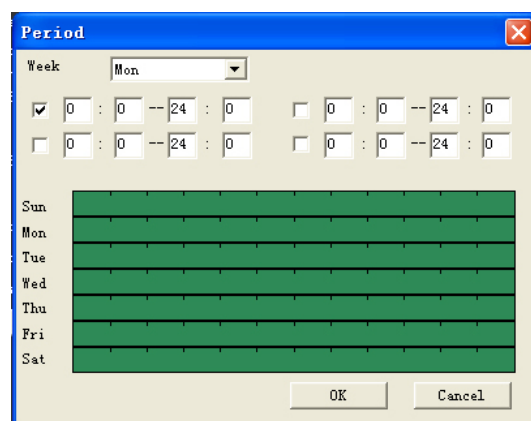 Period
Week Mon
0 : 0 -- 24 : 0 0 : 0 -- 24 : 0
0 : 0 -- 24 : 0 0 : 0 -- 24 : 0
Sun
Mon
Tue
Wed
Thu
Fri
Sat
OK Cancel